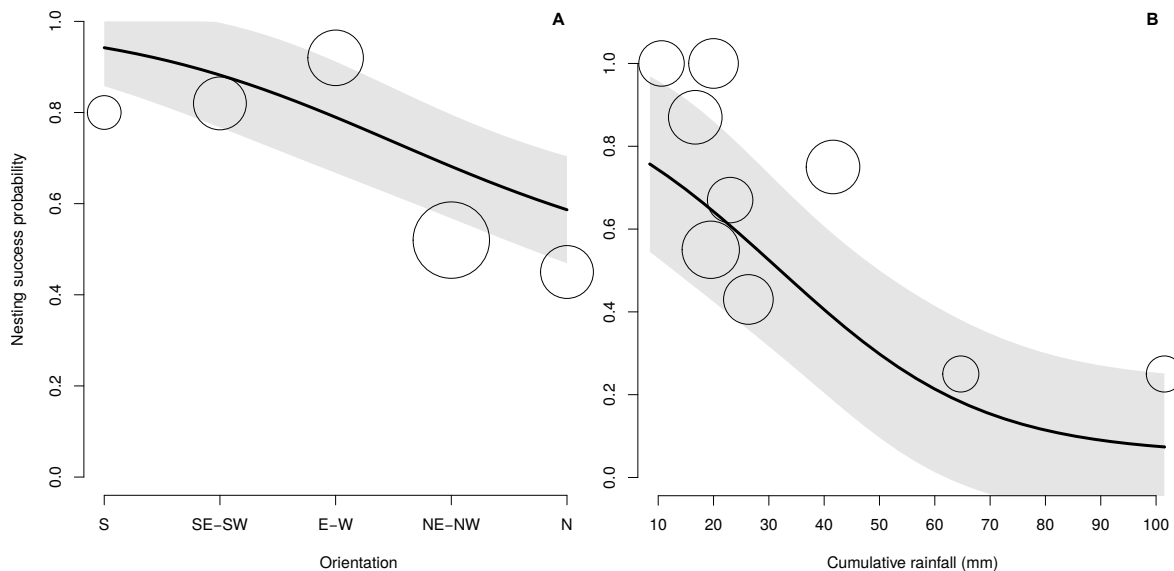 A
1.0
0.8
0.6
0.4
0.2
0.0
Nesting success probability
S SE−SW E−W NE−NW N
Orientation
B
1.0
0.8
0.6
0.4
0.2
0.0
10 20 30 40 50 60 70 80 90 100
Cumulative rainfall (mm)